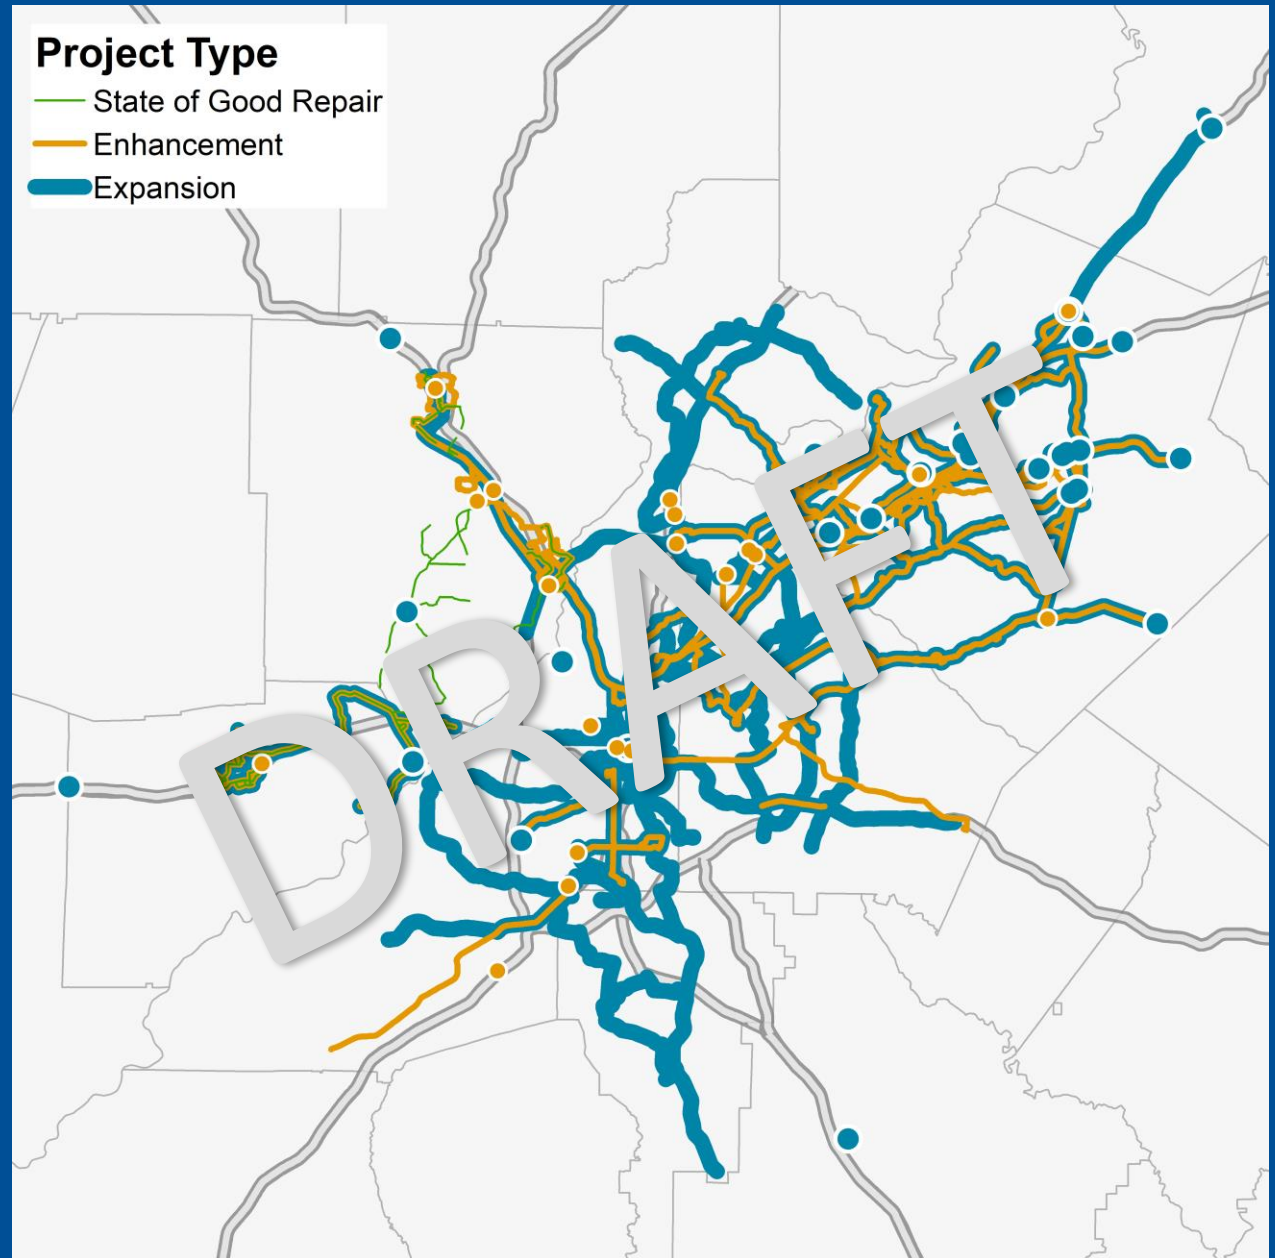 Project Type
State of Good Repair
Enhancement
Expansion
DRAFT